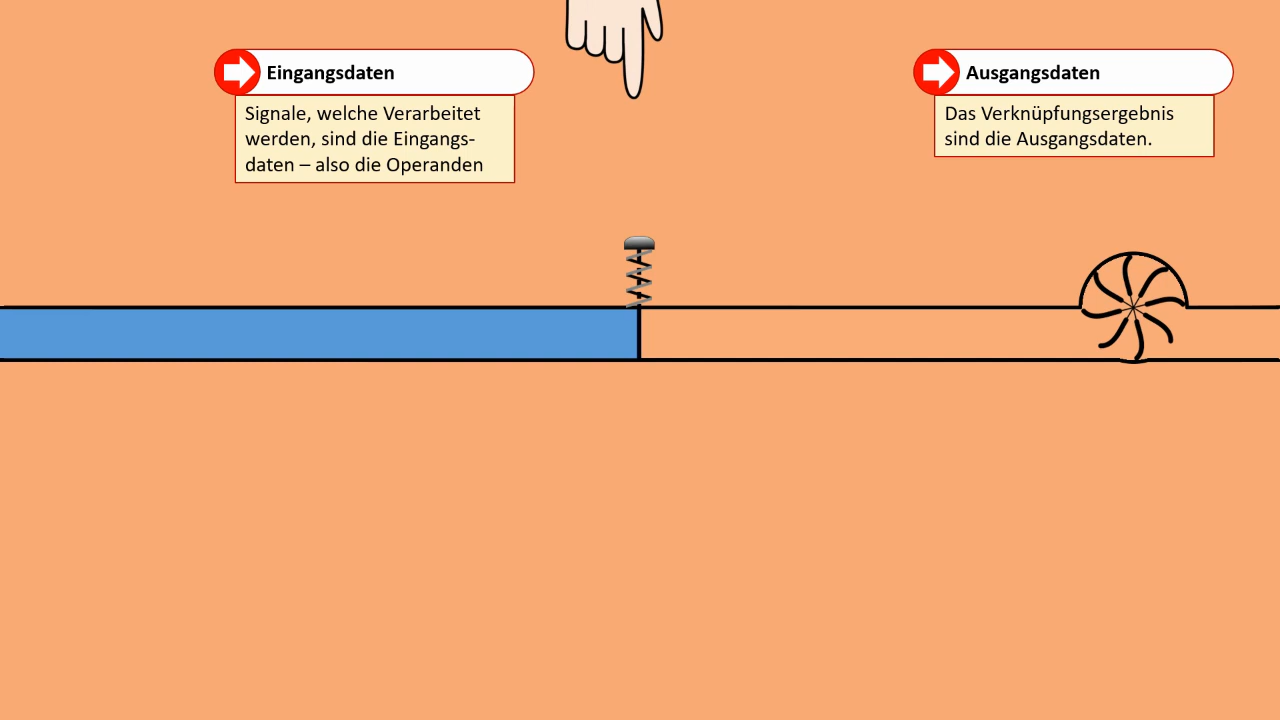 Eingangsdaten
Signale, welche Verarbeitet
werden, sind die Eingangs-
daten – also die Operanden
Ausgangsdaten
Das Verknüpfungsergebnis
sind die Ausgangsdaten.